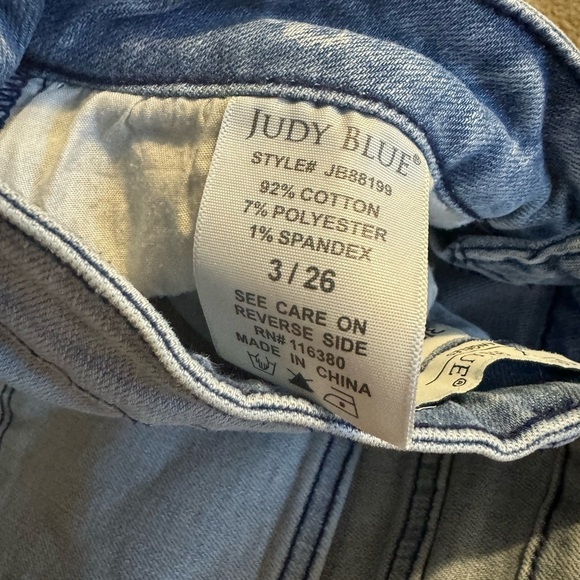 JUDY BLUE®
STYLE# JB88199
92% COTTON
7% POLYESTER
1% SPANDEX
3 / 26
SEE CARE ON
REVERSE SIDE
RN# 116380
MADE IN CHINA
UE®